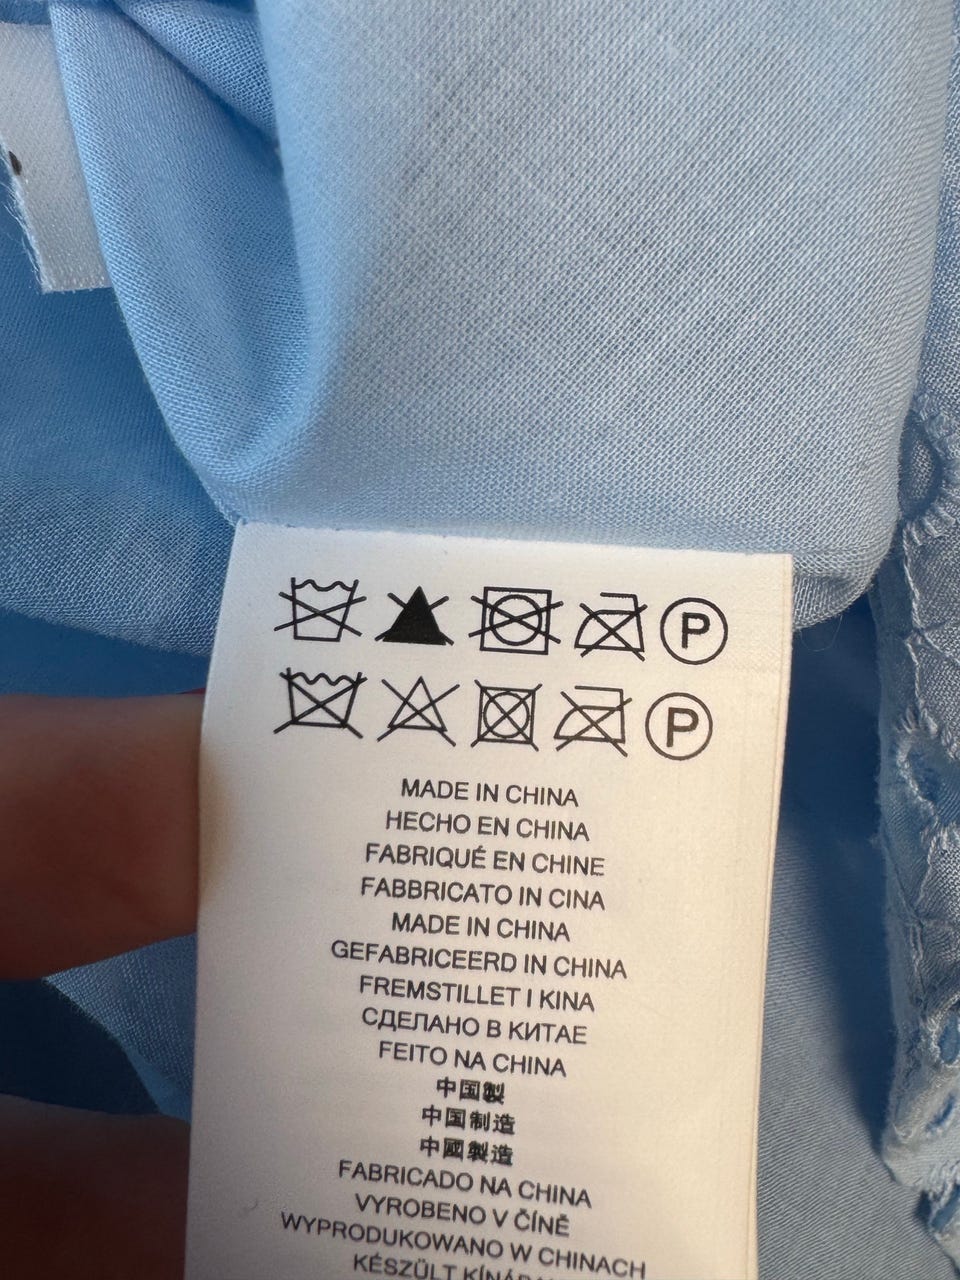 P
P
MADE IN CHINA
HECHO EN CHINA
FABRIQUÉ EN CHINE
FABBRICATO IN CINA
MADE IN CHINA
GEFABRICEERD IN CHINA
FREMSTILLET I KINA
СДЕЛАНО В КИТАЕ
FEITO NA CHINA
中国製
中国制造
中國製造
FABRICADO NA CHINA
VYROBENO V ČÍNĚ
WYPRODUKOWANO W CHINACH
KÉSZÜLT